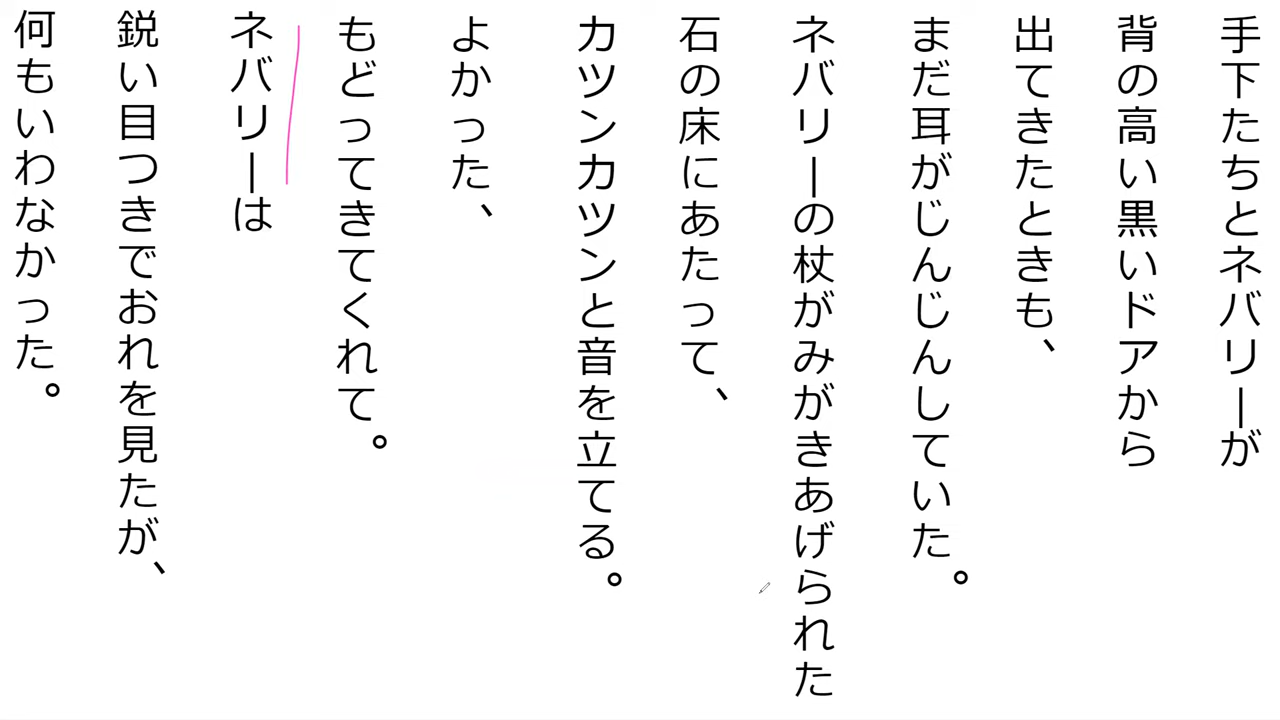 手下たちとネバリーが
背の高い黒いドアから
出てきたときも、
まだ耳がじんじんしていた。
ネバリーの杖がみがきあげられた
石の床にあたって、
カツンカツンと音を立てる。
よかった、
もどってきてくれて。
ネバリーは
鋭い目つきでおれを見たが、
何もいわなかった。